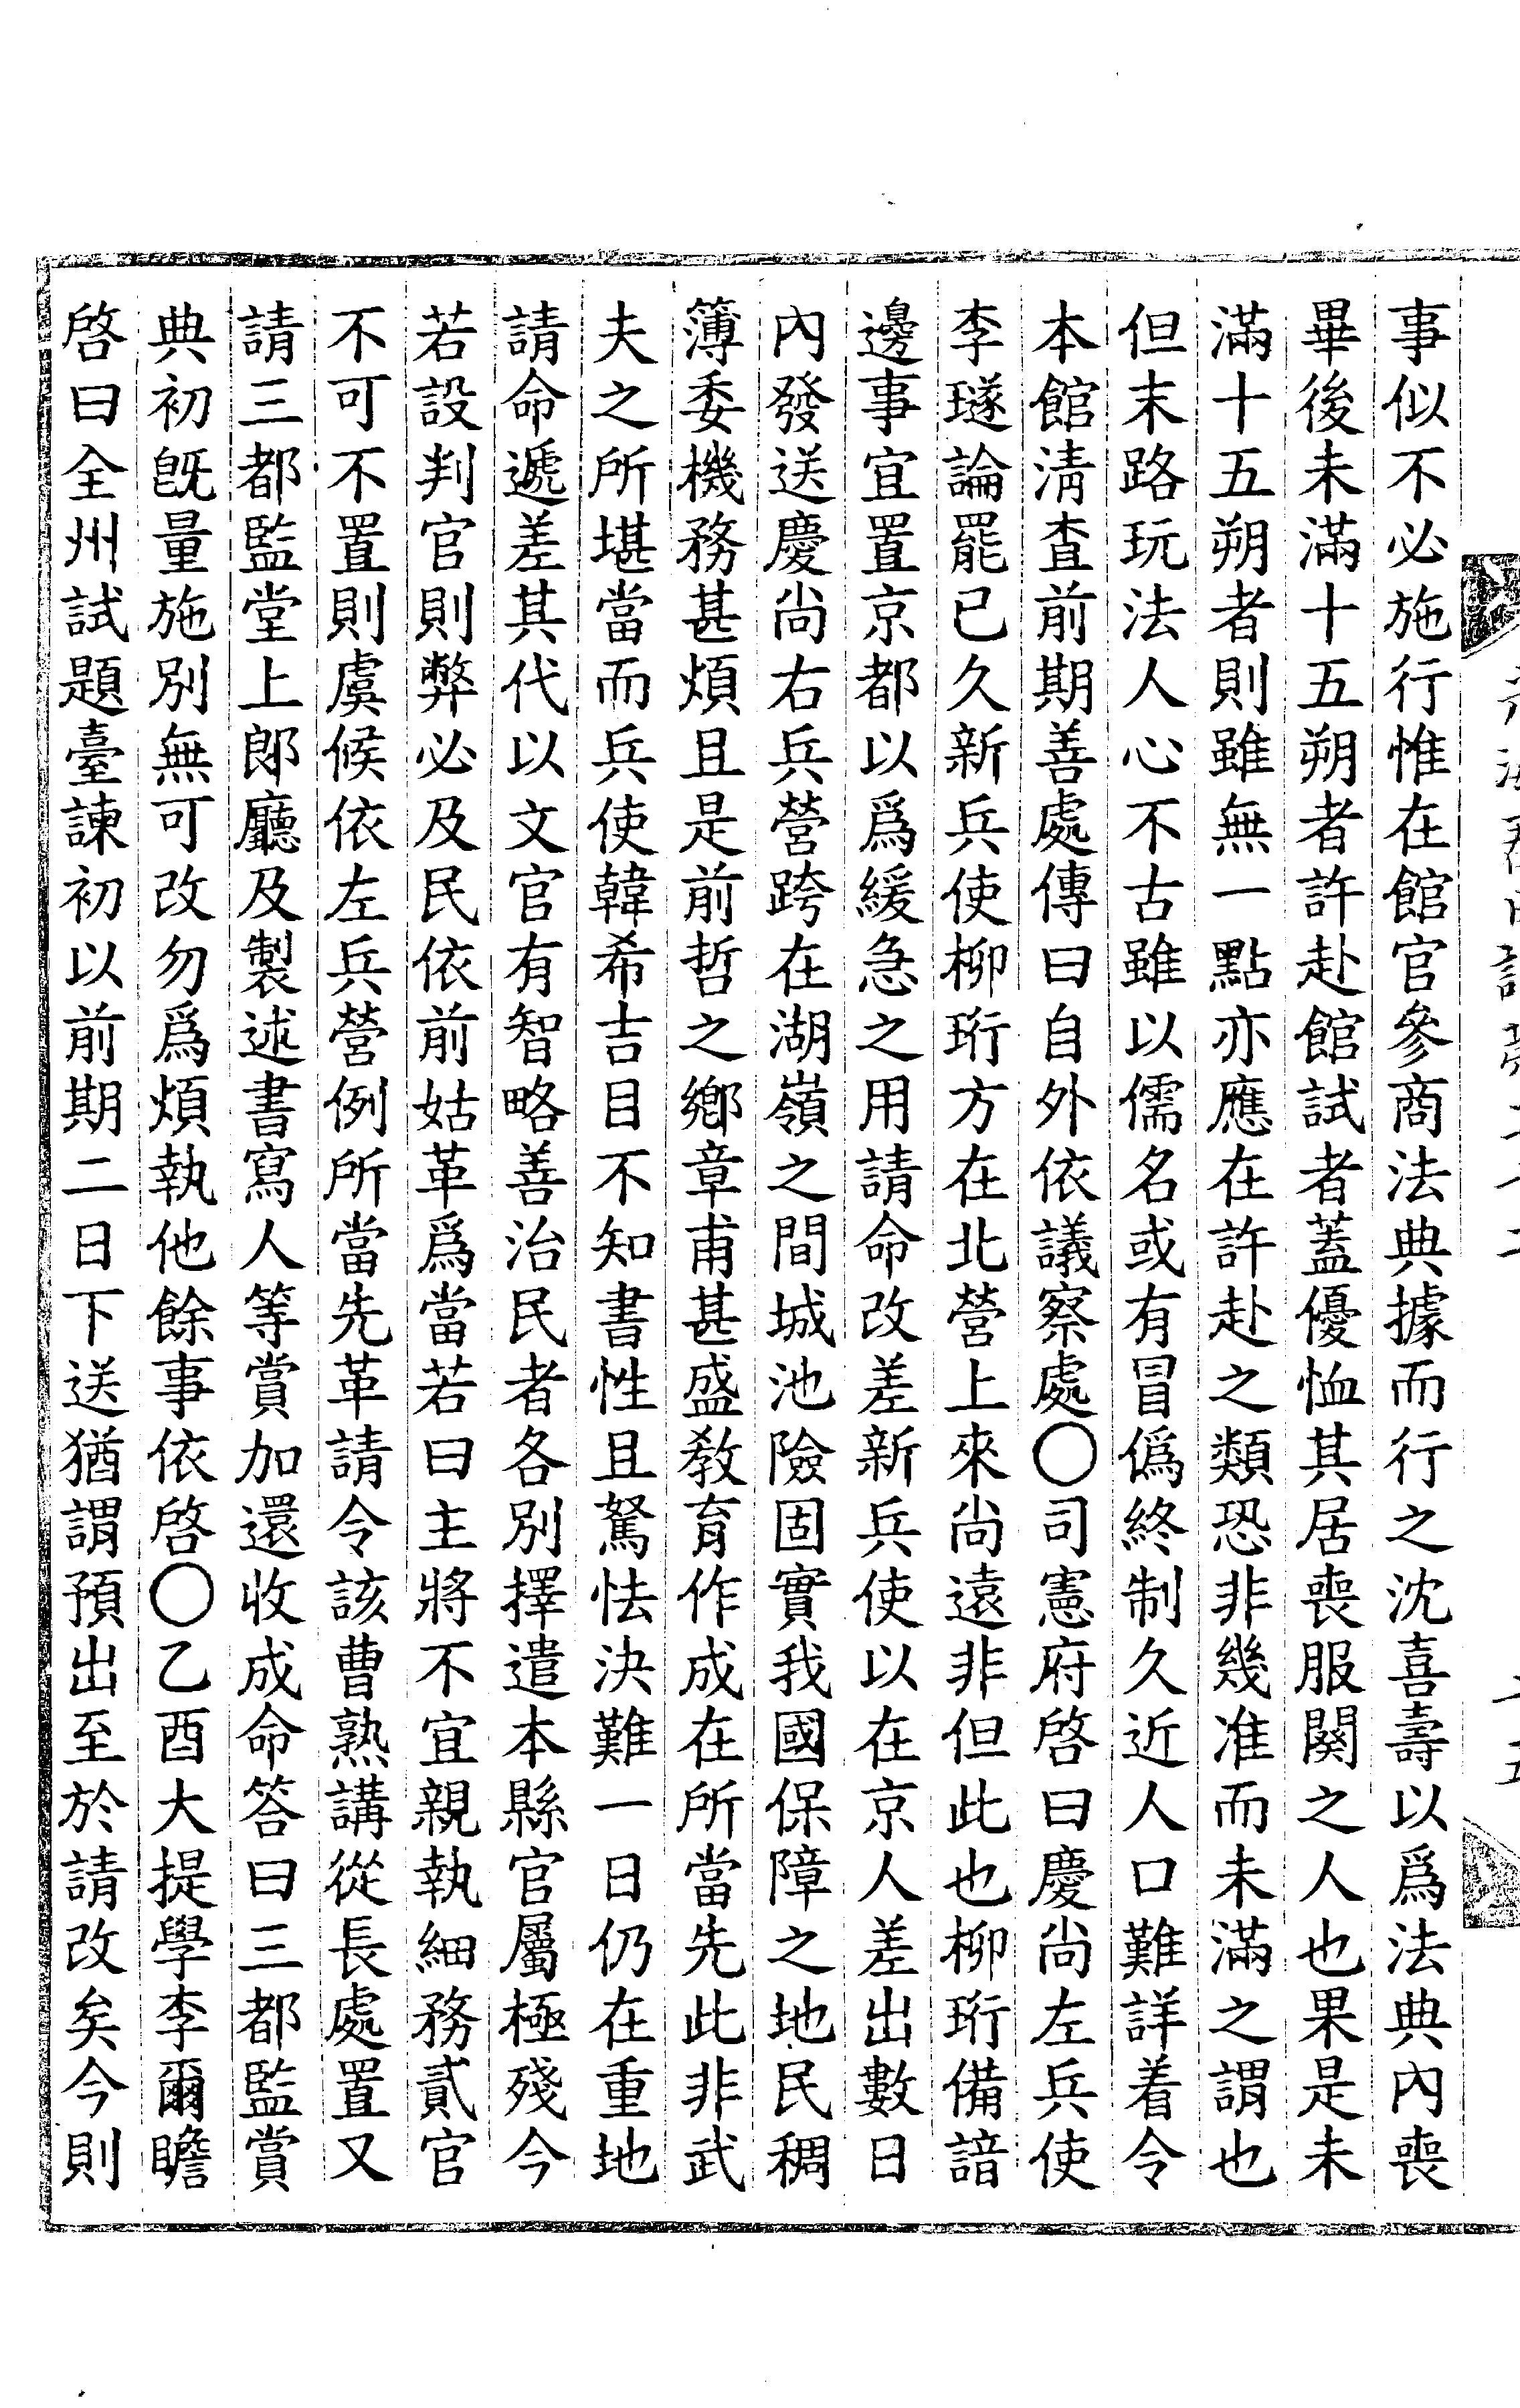 事似不必施行惟在館官參商法典據而行之沈喜壽以爲法典內喪
畢後未滿十五朔者許赴館試者蓋優恤其居喪服闋之人也果是未
滿十五朔者則雖無一點亦應在許赴之類恐非幾准而未滿之謂也
但末路玩法人心不古雖以儒名或有冒僞終制久近人口難詳着令
本館淸査前期善處傳曰自外依議察處○司憲府啓曰慶尙左兵使
李璲論罷已久新兵使柳珩方在北營上來尙遠非但此也柳珩備諳
邊事宜置京都以爲緩急之用請命改差新兵使以在京人差出數日
內發送慶尙右兵營跨在湖嶺之間城池險固實我國保障之地民稠
簿委機務甚煩且是前哲之鄕章甫甚盛敎育作成在所當先此非武
夫之所堪當而兵使韓希吉目不知書性且駑怯決難一日仍在重地
請命遞差其代以文官有智略善治民者各別擇遣本縣官屬極殘今
若設判官則弊必及民依前姑革爲當若曰主將不宜親執細務貳官
不可不置則虞候依左兵營例所當先革請令該曹熟講從長處置又
請三都監堂上郞廳及製述書寫人等賞加還收成命答曰三都監賞
典初旣量施別無可改勿爲煩執他餘事依啓○乙酉大提學李爾瞻
啓曰全州試題臺諫初以前期二日下送猶謂預出至於請改矣今則